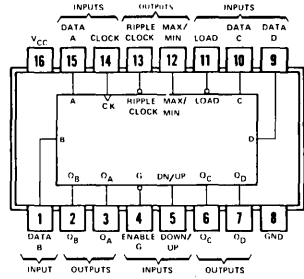 INPUTS OUTPUTS INPUTS
DATA RIPPLE MAX/ DATA DATA
VCC A CLOCK CLOCK MIN LOAD C D
16 15 14 13 12 11 10 9
A CK RIPPLE CLOCK MAX/ MIN LOAD C
B D
QB QA G DN/UP QC QD
1 2 3 4 5 6 7 8
DATA QB QA ENABLE DOWN/ QC QD GND
B G UP
INPUT OUTPUTS INPUTS OUTPUTS